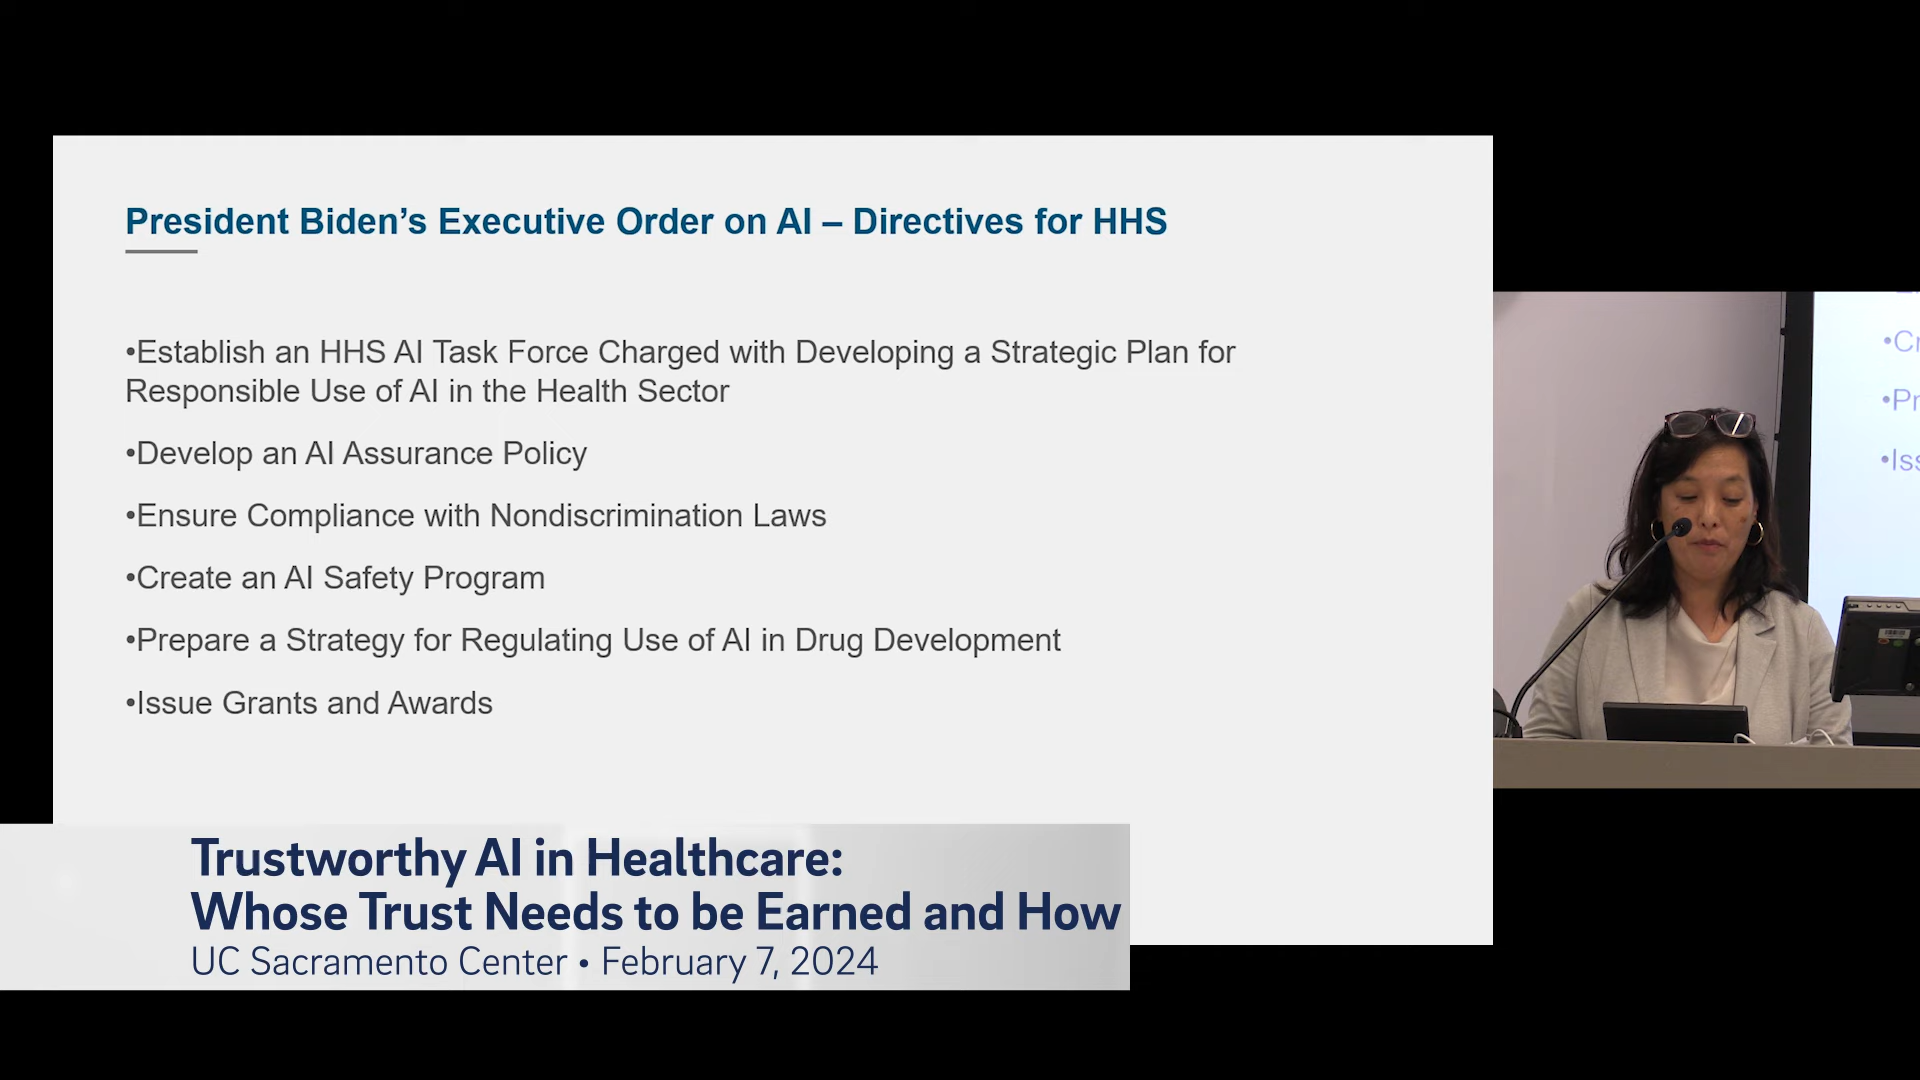 President Biden’s Executive Order on AI – Directives for HHS
•Establish an HHS AI Task Force Charged with Developing a Strategic Plan for
Responsible Use of AI in the Health Sector
•Develop an AI Assurance Policy
•Ensure Compliance with Nondiscrimination Laws
•Create an AI Safety Program
•Prepare a Strategy for Regulating Use of AI in Drug Development
•Issue Grants and Awards
•Cr
•Pr
•Iss
Trustworthy AI in Healthcare:
Whose Trust Needs to be Earned and How
UC Sacramento Center • February 7, 2024